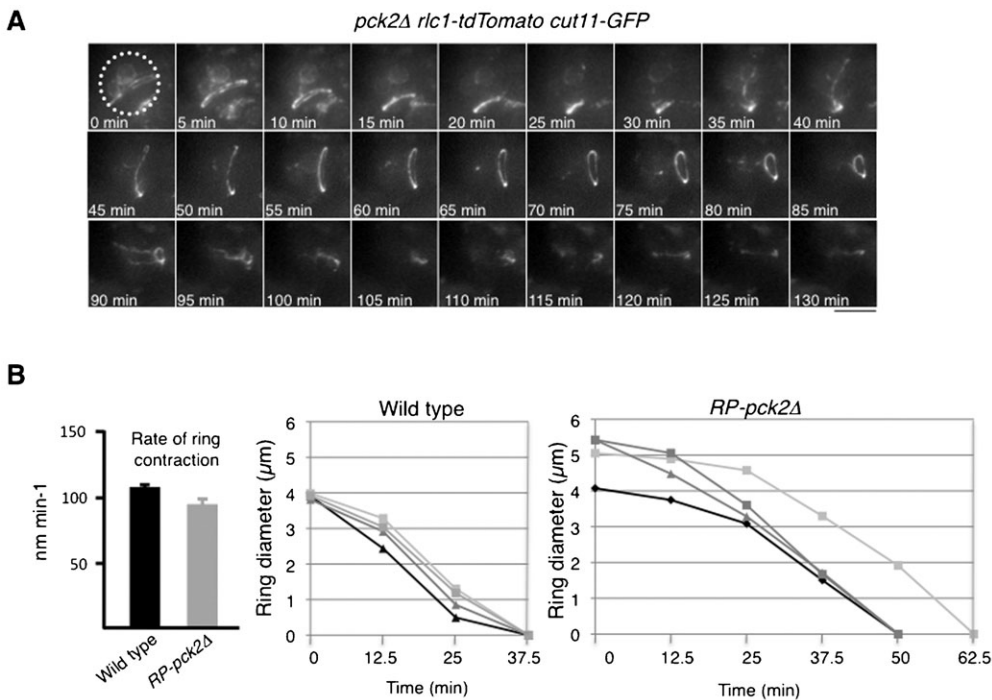 A
pck2Δ rlc1-tdTomato cut11-GFP
0 min 5 min 10 min 15 min 20 min 25 min 30 min 35 min 40 min
45 min 50 min 55 min 60 min 65 min 70 min 75 min 80 min 85 min
90 min 95 min 100 min 105 min 110 min 115 min 120 min 125 min 130 min
B
Rate of ring
contraction
nm min-1
150
100
50
Wild type
RP-pck2Δ
Wild type
Ring diameter (μm)
6
5
4
3
2
1
0
0 12.5 25 37.5
Time (min)
RP-pck2Δ
Ring diameter (μm)
6
5
4
3
2
1
0
0 12.5 25 37.5 50 62.5
Time (min)